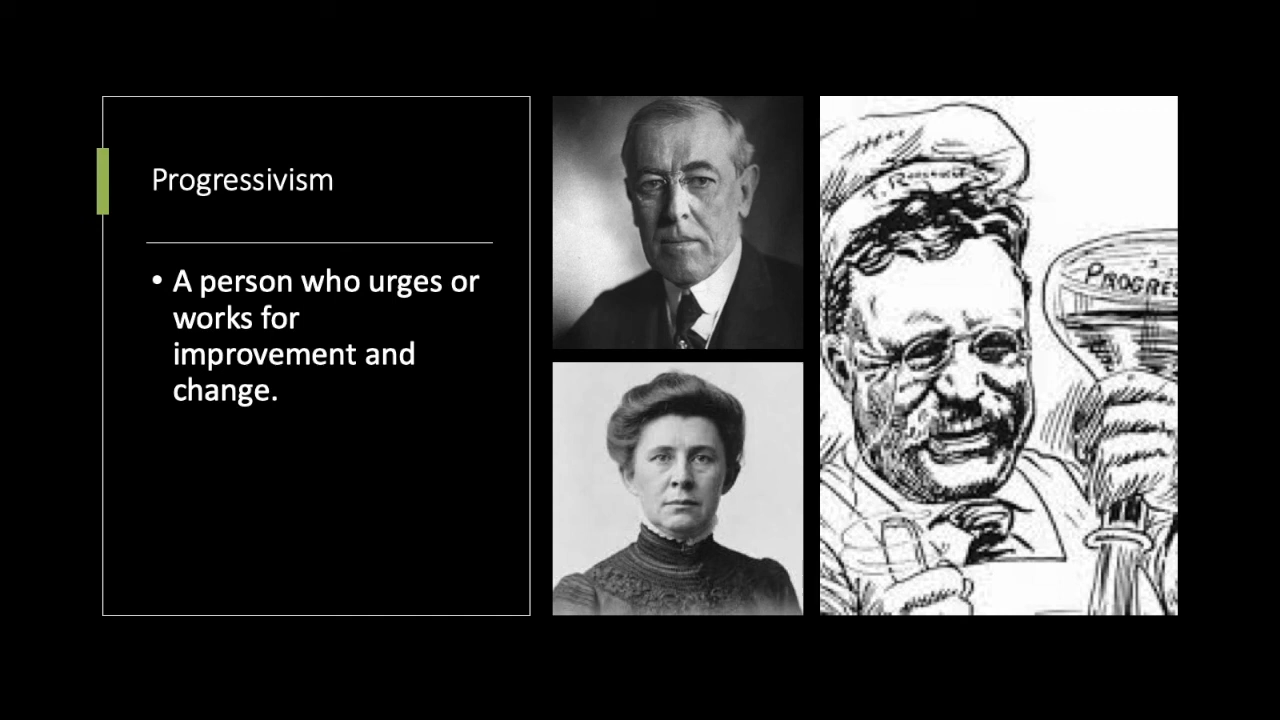 Progressivism
• A person who urges or
works for
improvement and
change.
T. Roosevelt
PROGRES